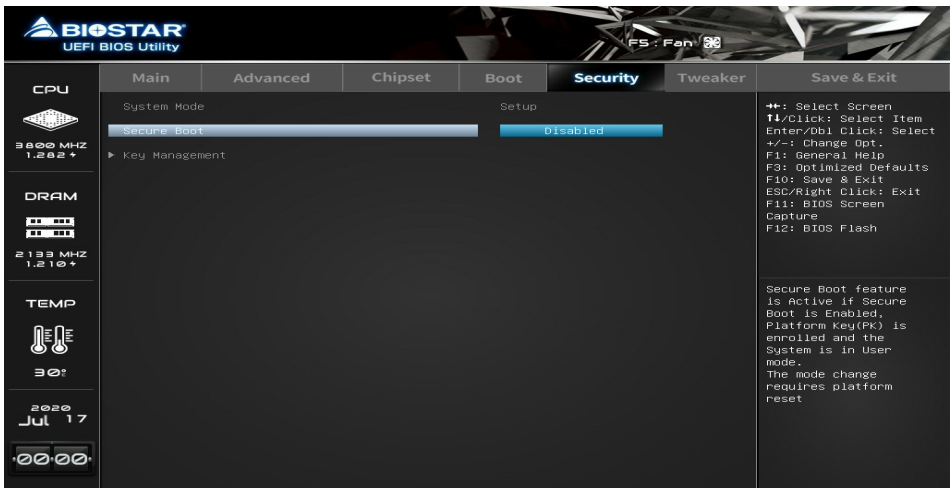 BIOSTAR
UEFI BIOS Utility
F5 : Fan
CPU
3800 MHZ
1.282
DRAM
2133 MHZ
1.210
TEMP
30
2020
Jul 17
00:00
Main Advanced Chipset Boot Security Tweaker Save & Exit
System Mode Setup
Secure Boot Disabled
▶ Key Management
→←: Select Screen
↑↓/Click: Select Item
Enter/Dbl Click: Select
+/-: Change Opt.
F1: General Help
F3: Optimized Defaults
F10: Save & Exit
ESC/Right Click: Exit
F11: BIOS Screen
Capture
F12: BIOS Flash
Secure Boot feature
is Active if Secure
Boot is Enabled,
Platform Key(PK) is
enrolled and the
System is in User
mode.
The mode change
requires platform
reset